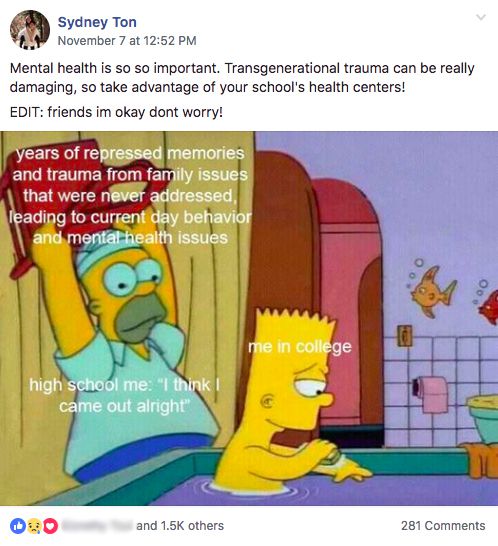 Sydney Ton
November 7 at 12:52 PM
Mental health is so so important. Transgenerational trauma can be really
damaging, so take advantage of your school's health centers!
EDIT: friends im okay dont worry!
years of repressed memories
and trauma from family issues
that were never addressed,
leading to current day behavior
and mental health issues
me in college
high school me: "I think I
came out alright"
and 1.5K others
281 Comments